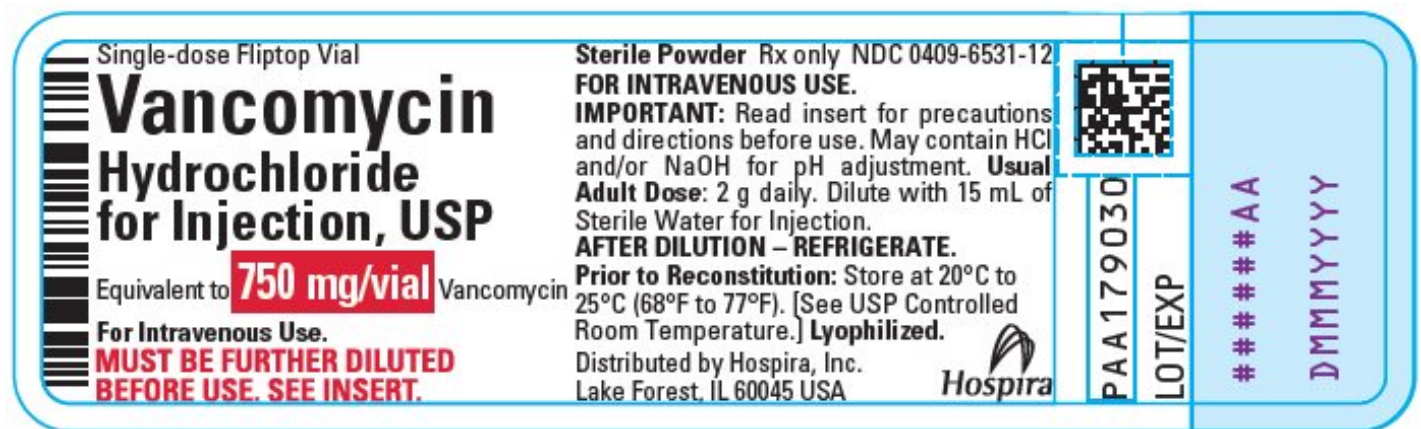 Single-dose Fliptop Vial
Vancomycin
Hydrochloride
for Injection, USP
Equivalent to 750 mg/vial Vancomycin
For Intravenous Use.
MUST BE FURTHER DILUTED
BEFORE USE. SEE INSERT.
Sterile Powder Rx only NDC 0409-6531-12
FOR INTRAVENOUS USE.
IMPORTANT: Read insert for precautions
and directions before use. May contain HCl
and/or NaOH for pH adjustment. Usual
Adult Dose: 2 g daily. Dilute with 15 mL of
Sterile Water for Injection.
AFTER DILUTION – REFRIGERATE.
Prior to Reconstitution: Store at 20°C to
25°C (68°F to 77°F). [See USP Controlled
Room Temperature.] Lyophilized.
Distributed by Hospira, Inc.
Lake Forest, IL 60045 USA
Hospira
PAA179030
LOT/EXP
#####AA
DMMMYYYY